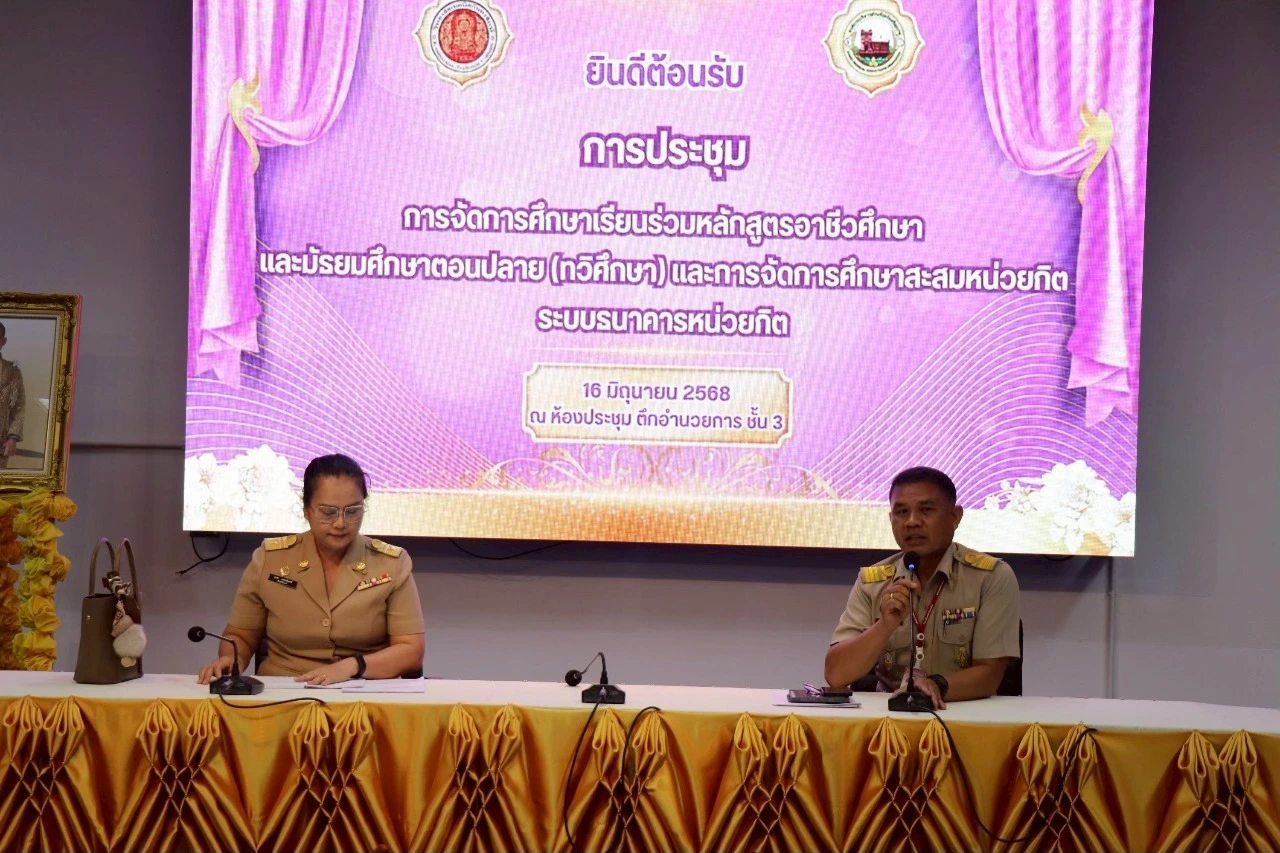 ยินดีต้อนรับ
การประชุม
การจัดการศึกษาเรียนร่วมหลักสูตรอาชีวศึกษา
และมัธยมศึกษาตอนปลาย (ทวิศึกษา) และการจัดการศึกษาสะสมหน่วยกิต
ระบบธนาคารหน่วยกิต
16 มิถุนายน 2568
ณ ห้องประชุม ตึกอำนวยการ ชั้น 3